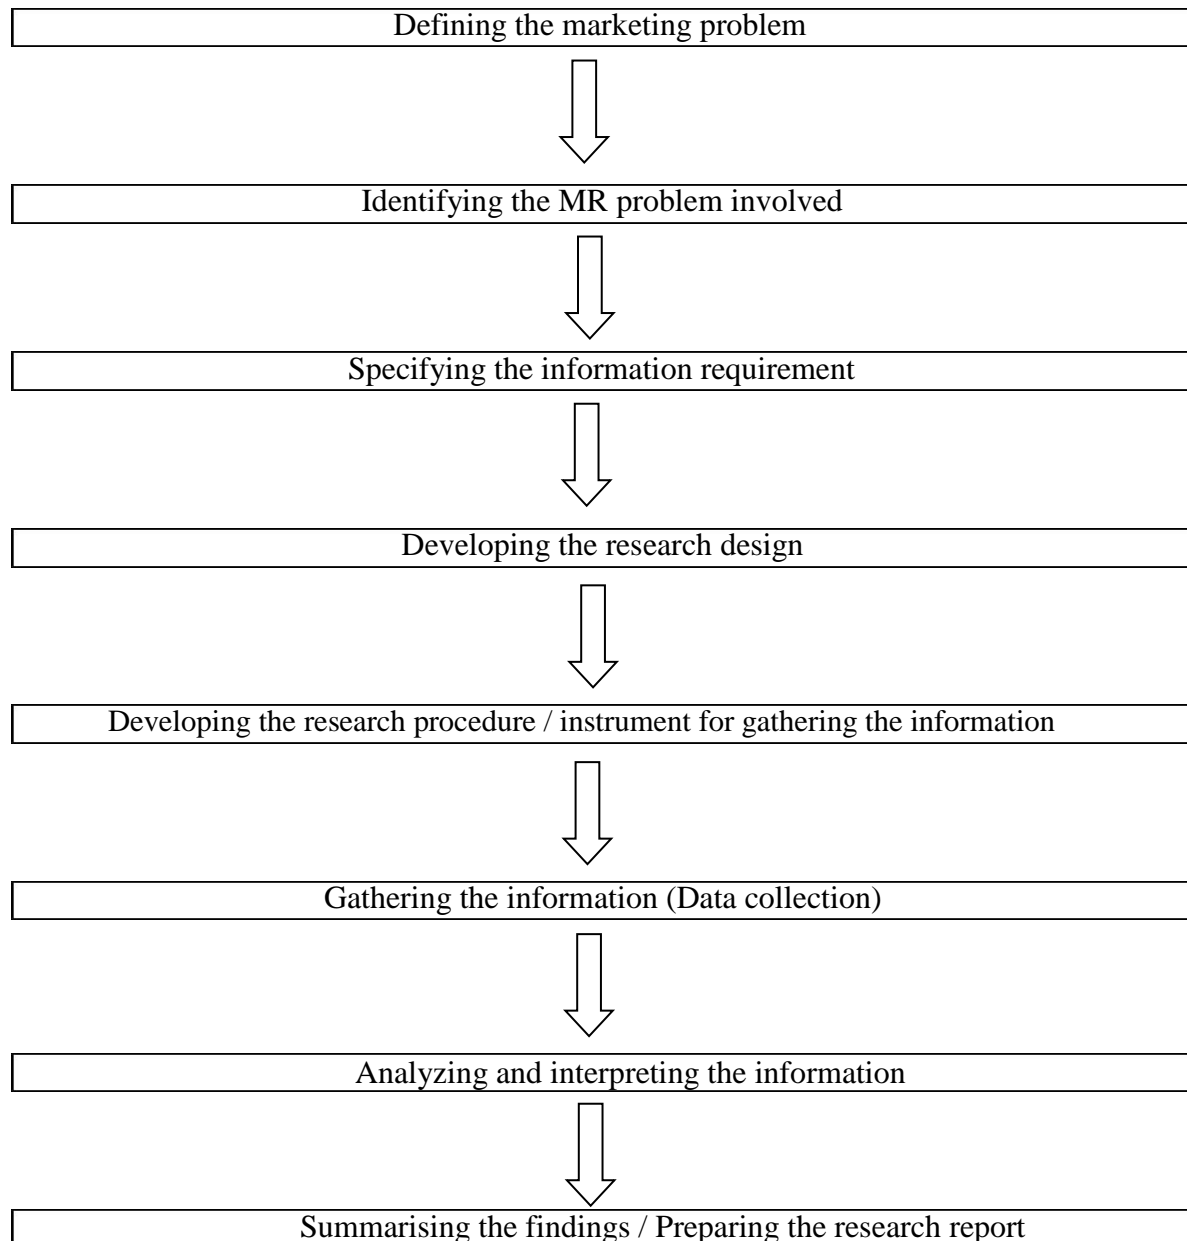 Defining the marketing problem
Identifying the MR problem involved
Specifying the information requirement
Developing the research design
Developing the research procedure / instrument for gathering the information
Gathering the information (Data collection)
Analyzing and interpreting the information
Summarising the findings / Preparing the research report